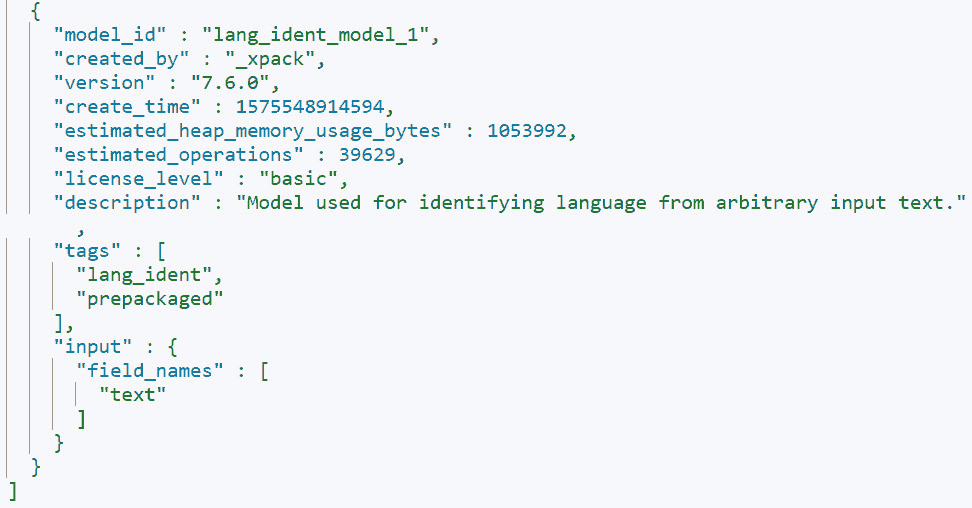 {
"model_id" : "lang_ident_model_1",
"created_by" : "_xpack",
"version" : "7.6.0",
"create_time" : 1575548914594,
"estimated_heap_memory_usage_bytes" : 1053992,
"estimated_operations" : 39629,
"license_level" : "basic",
"description" : "Model used for identifying language from arbitrary input text."
,
"tags" : [
"lang_ident",
"prepackaged"
],
"input" : {
"field_names" : [
"text"
]
}
}
]